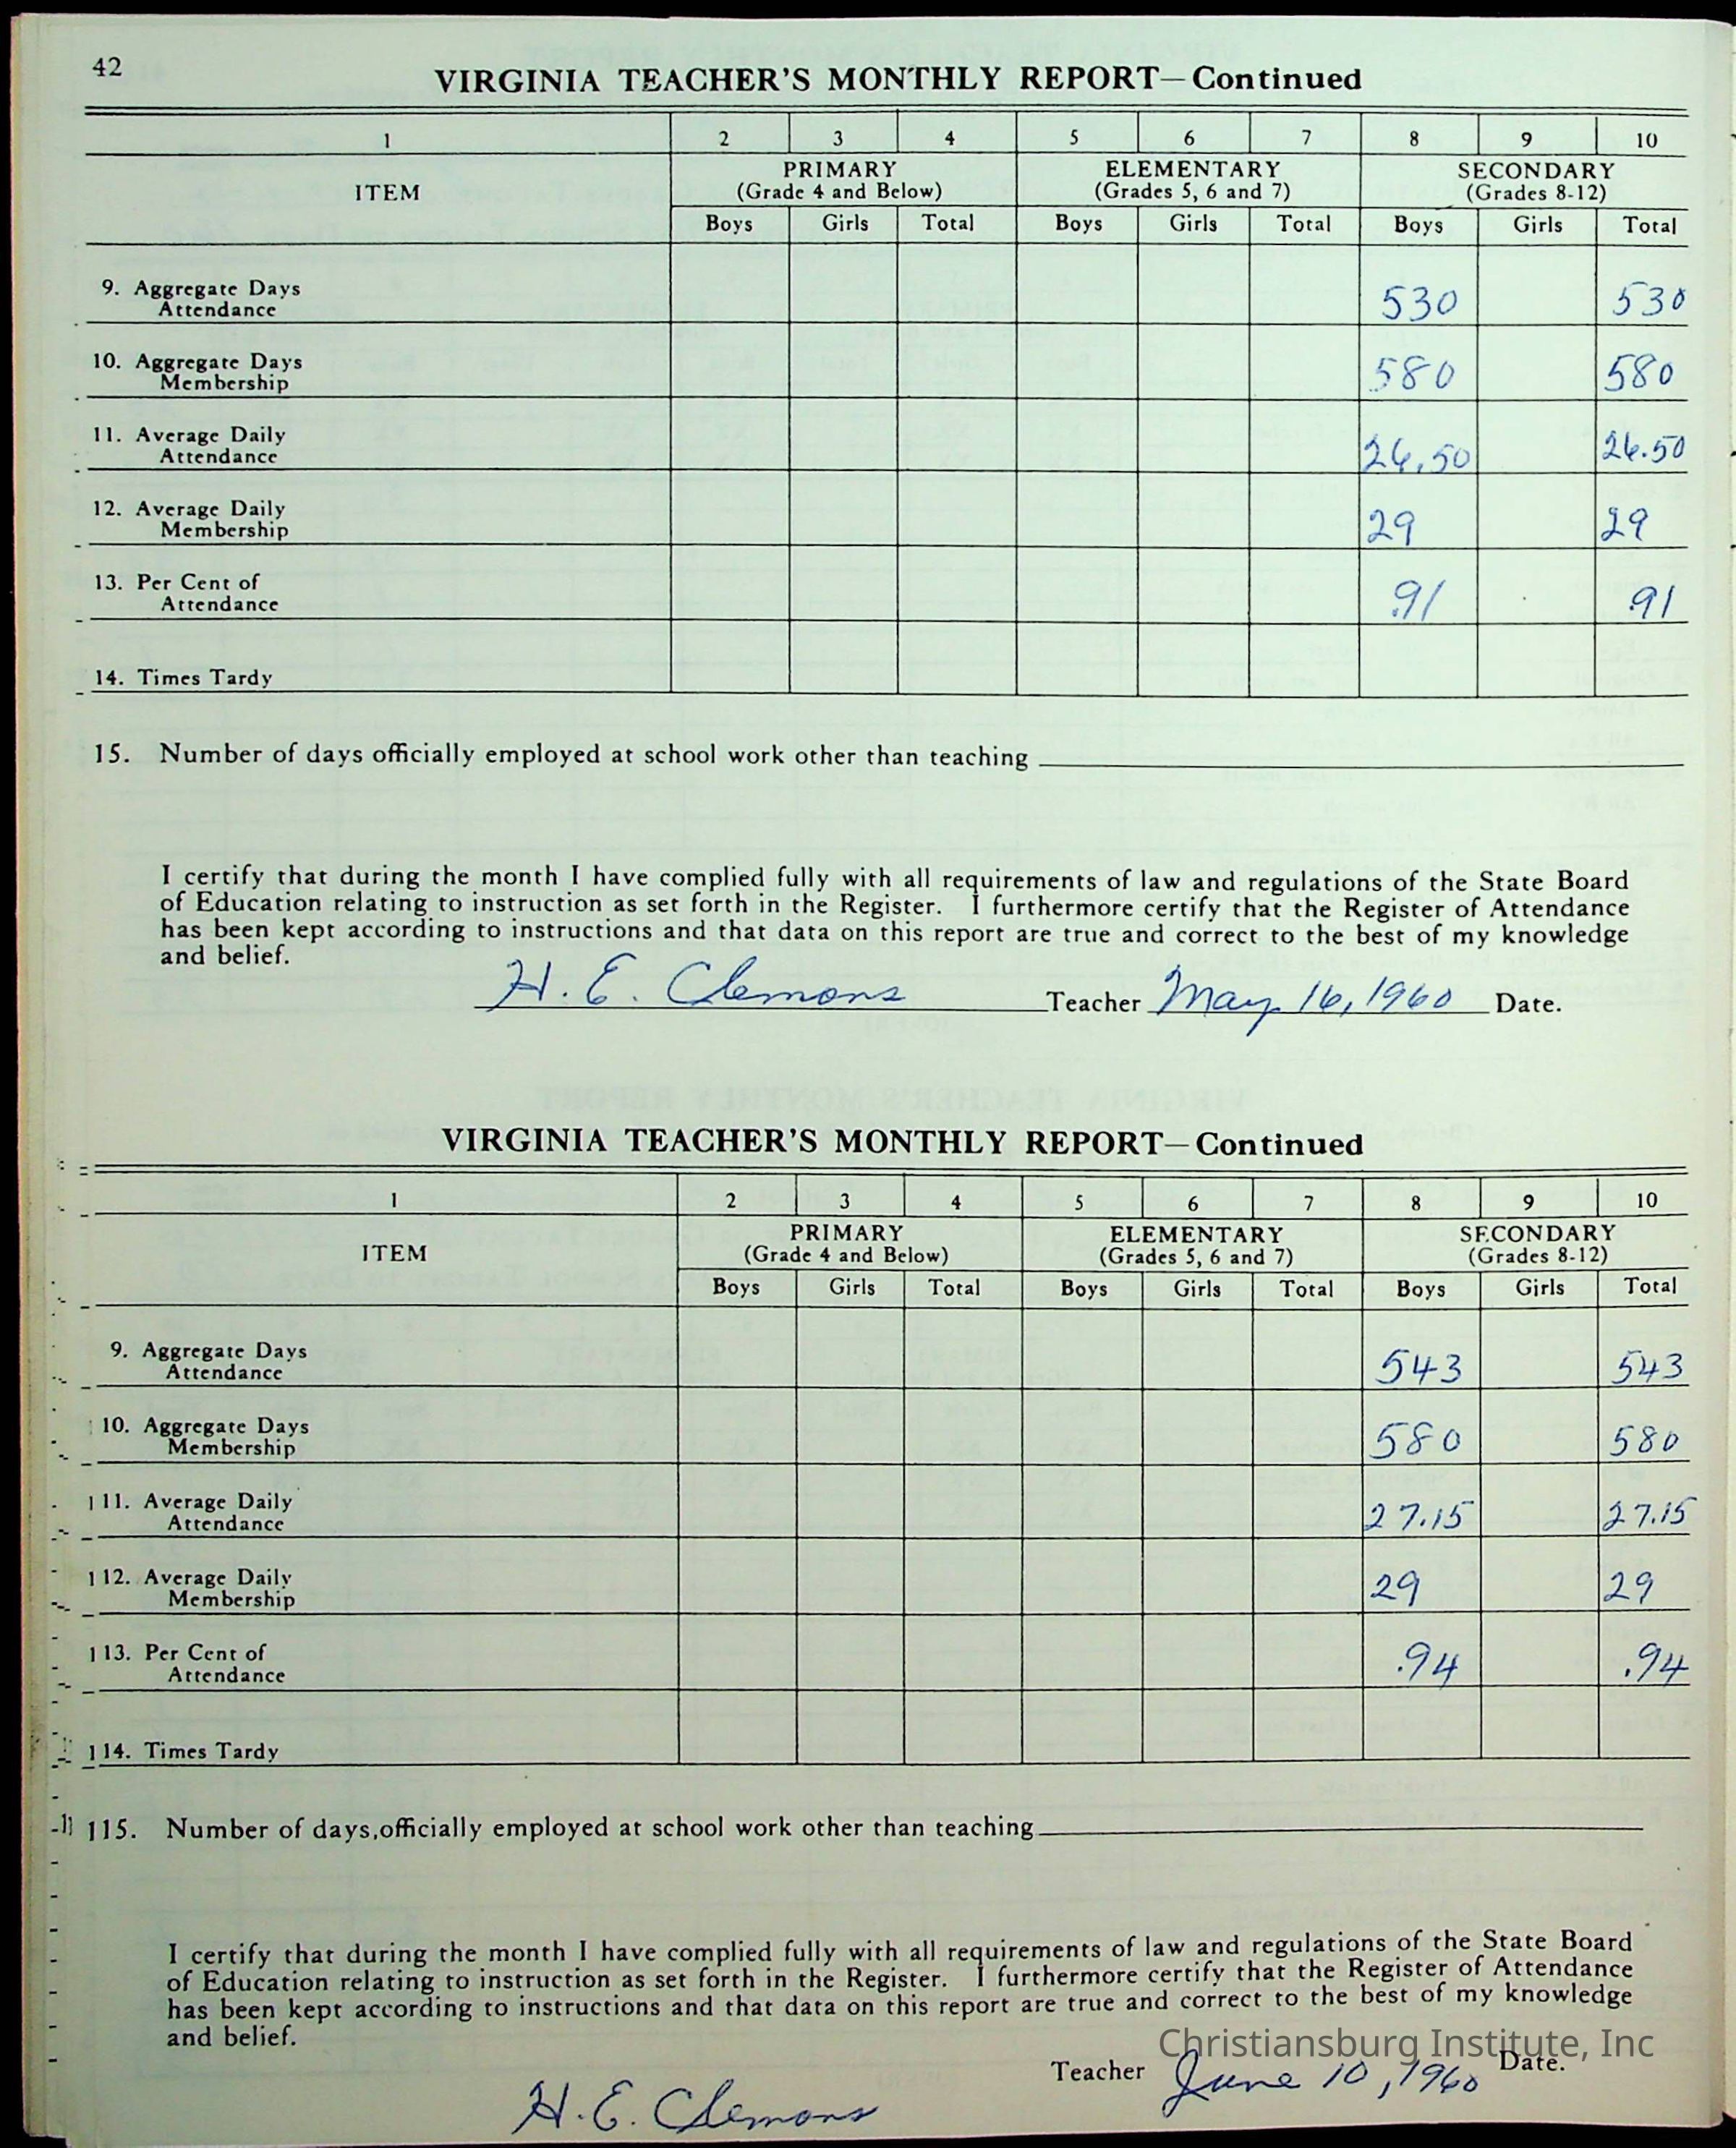 42
VIRGINIA TEACHER'S MONTHLY REPORT—Continued
1 2 3 4 5 6 7 8 9 10
ITEM PRIMARY (Grade 4 and Below) ELEMENTARY (Grades 5, 6 and 7) SECONDARY (Grades 8-12)
Boys Girls Total Boys Girls Total Boys Girls Total
9. Aggregate Days Attendance 530 530
10. Aggregate Days Membership 580 580
11. Average Daily Attendance 26.50 26.50
12. Average Daily Membership 29 29
13. Per Cent of Attendance .91 .91
14. Times Tardy
15. Number of days officially employed at school work other than teaching
I certify that during the month I have complied fully with all requirements of law and regulations of the State Board
of Education relating to instruction as set forth in the Register. I furthermore certify that the Register of Attendance
has been kept according to instructions and that data on this report are true and correct to the best of my knowledge
and belief.
H. E. Clemons Teacher May 16, 1960 Date.
VIRGINIA TEACHER'S MONTHLY REPORT—Continued
1 2 3 4 5 6 7 8 9 10
ITEM PRIMARY (Grade 4 and Below) ELEMENTARY (Grades 5, 6 and 7) SECONDARY (Grades 8-12)
Boys Girls Total Boys Girls Total Boys Girls Total
9. Aggregate Days Attendance 543 543
10. Aggregate Days Membership 580 580
11. Average Daily Attendance 27.15 27.15
12. Average Daily Membership 29 29
13. Per Cent of Attendance .94 .94
14. Times Tardy
15. Number of days officially employed at school work other than teaching
I certify that during the month I have complied fully with all requirements of law and regulations of the State Board
of Education relating to instruction as set forth in the Register. I furthermore certify that the Register of Attendance
has been kept according to instructions and that data on this report are true and correct to the best of my knowledge
and belief.
Christiansburg Institute, Inc
Teacher June 10, 1960 Date.
H. E. Clemons